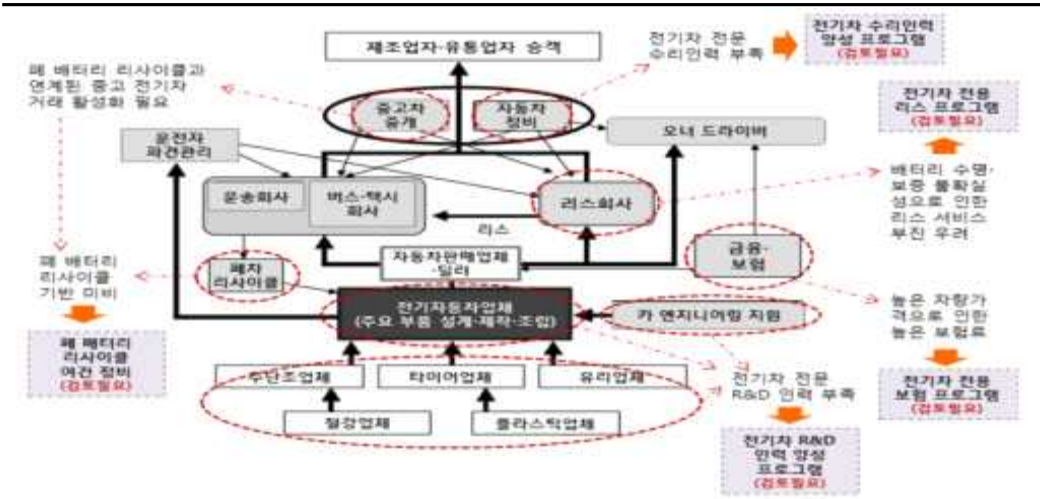 제조업자·유통업자 승객
전기차 전문
수리인력 부족
전기차 수리인력
양성 프로그램
(검토필요)
폐 배터리 리사이클과
연계된 중고 전기차
거래 활성화 필요
중고차
중개
자동차
정비
전기차 전용
리스 프로그램
(검토필요)
운전자
파견관리
오너 드라이버
운송회사
버스·택시
회사
리스회사
리스
배터리 수명·
보증 불확실
성으로 인한
리스 서비스
부진 우려
폐 배터리
리사이클
기반 미비
폐차
리사이클
자동차판매업체
·딜러
금융·
보험
전기자동차업체
(주요 부품 설계·제작·조립)
카 엔지니어링 지원
높은 차량가
격으로 인한
높은 보험료
폐 배터리
리사이클
여건 정비
(검토필요)
주난조업체
타이어업체
유리업체
전기차 전문
R&D 인력 부족
전기차 전용
보험 프로그램
(검토필요)
철강업체
플라스틱업체
전기차 R&D
인력 양성
프로그램
(검토필요)